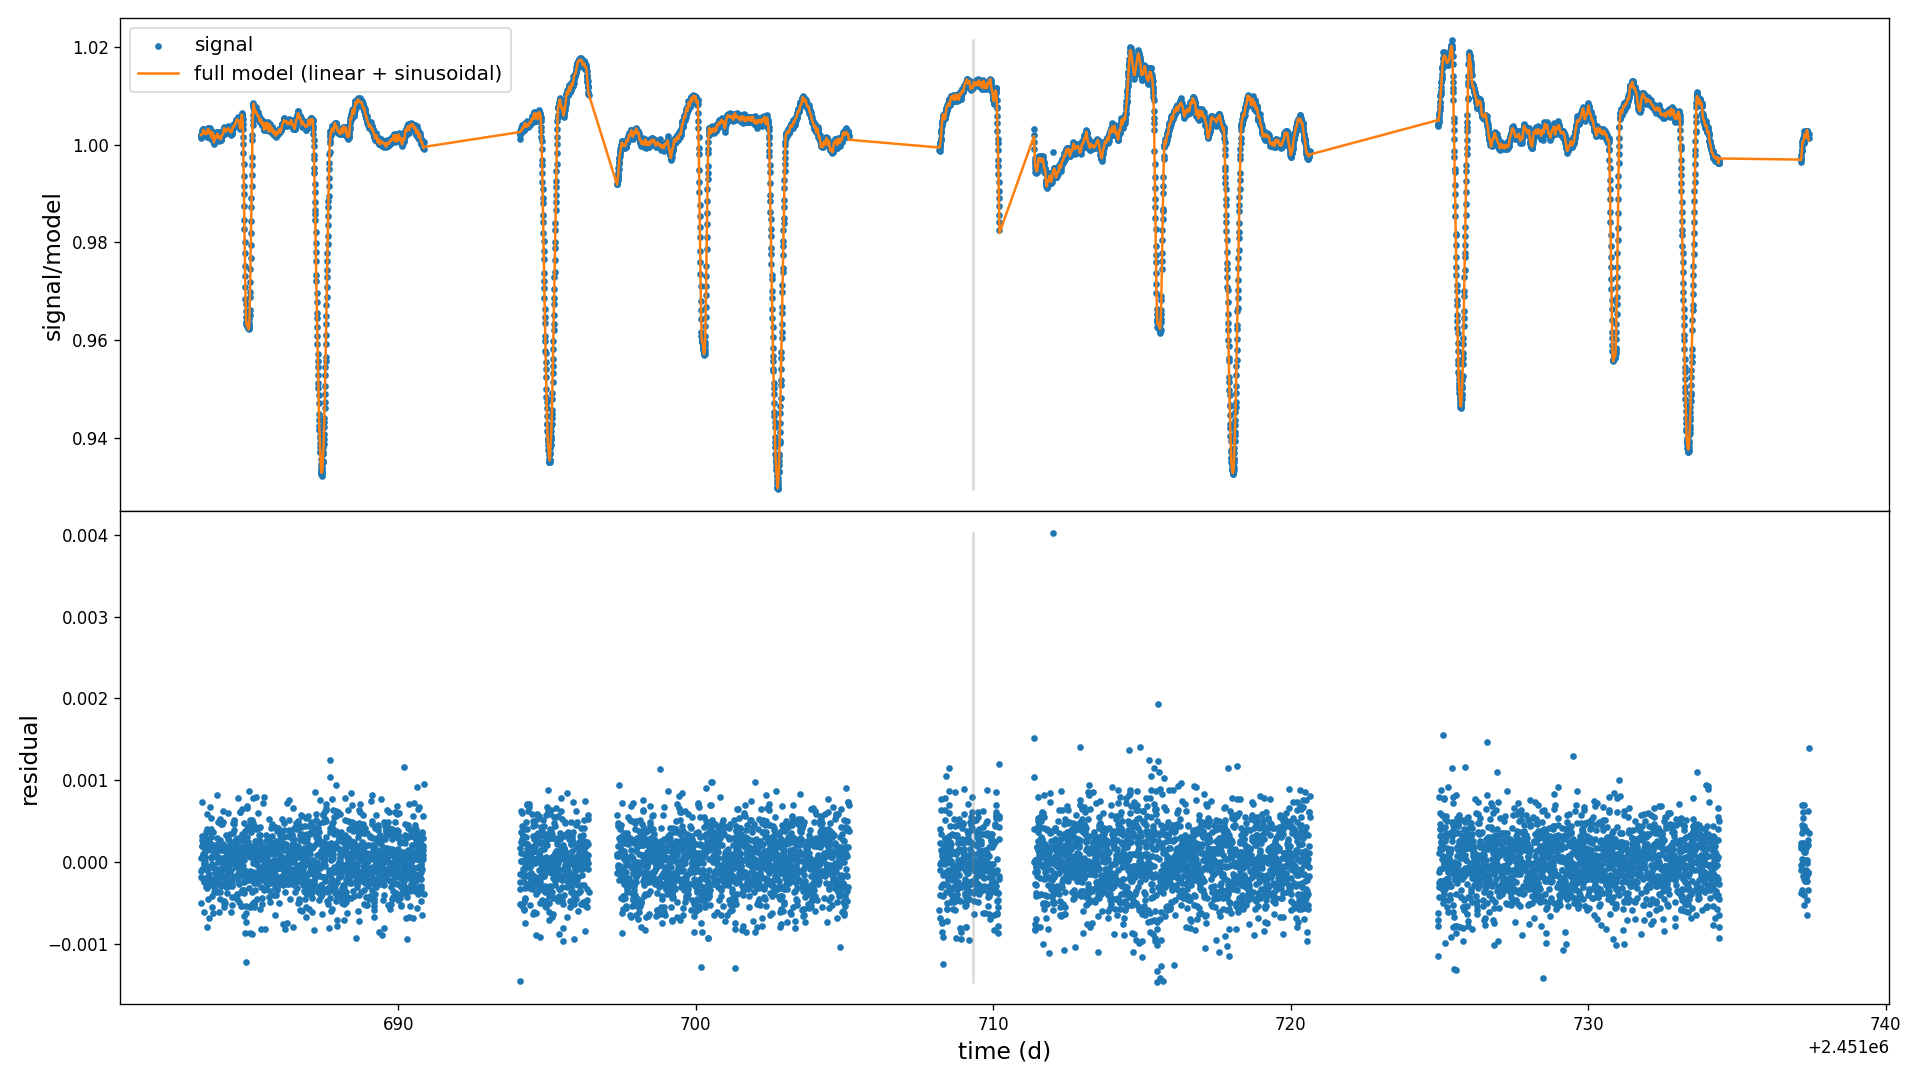 signal
full model (linear + sinusoidal)
signal/model
1.02
1.00
0.98
0.96
0.94
residual
0.004
0.003
0.002
0.001
0.000
−0.001
690
700
710
720
730
740
time (d)
+2.451e6